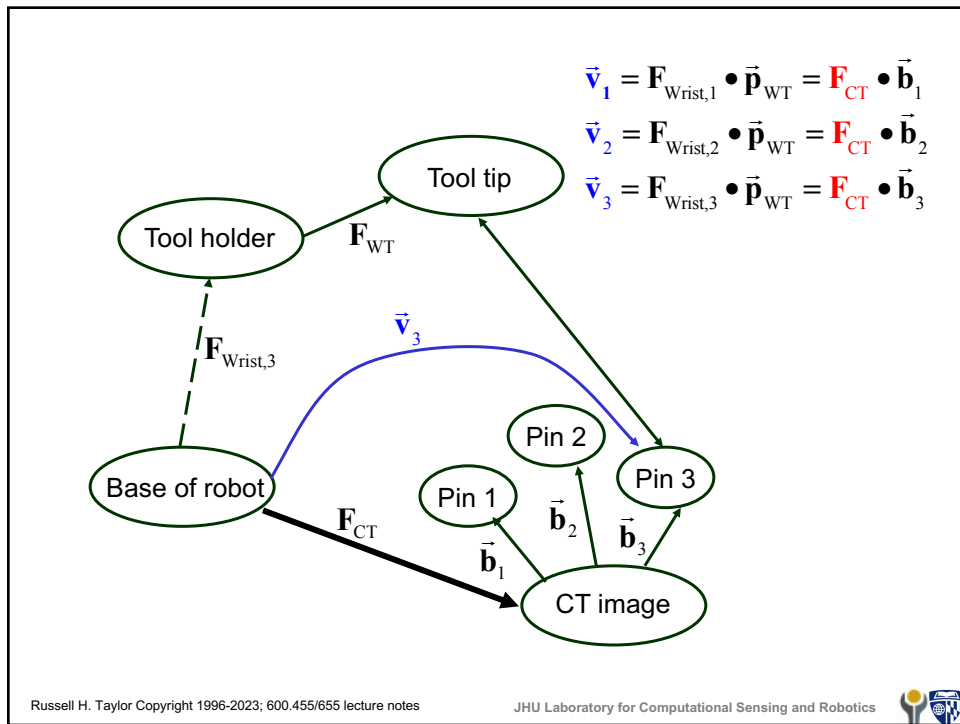 v⃗₁ = F_Wrist,1 • p⃗_WT = F_CT • b⃗₁
v⃗₂ = F_Wrist,2 • p⃗_WT = F_CT • b⃗₂
v⃗₃ = F_Wrist,3 • p⃗_WT = F_CT • b⃗₃
Tool tip
Tool holder
F_WT
v⃗₃
F_Wrist,3
Pin 2
Pin 3
Base of robot
Pin 1
F_CT
b⃗₂
b⃗₃
b⃗₁
CT image
Russell H. Taylor Copyright 1996-2023; 600.455/655 lecture notes
JHU Laboratory for Computational Sensing and Robotics